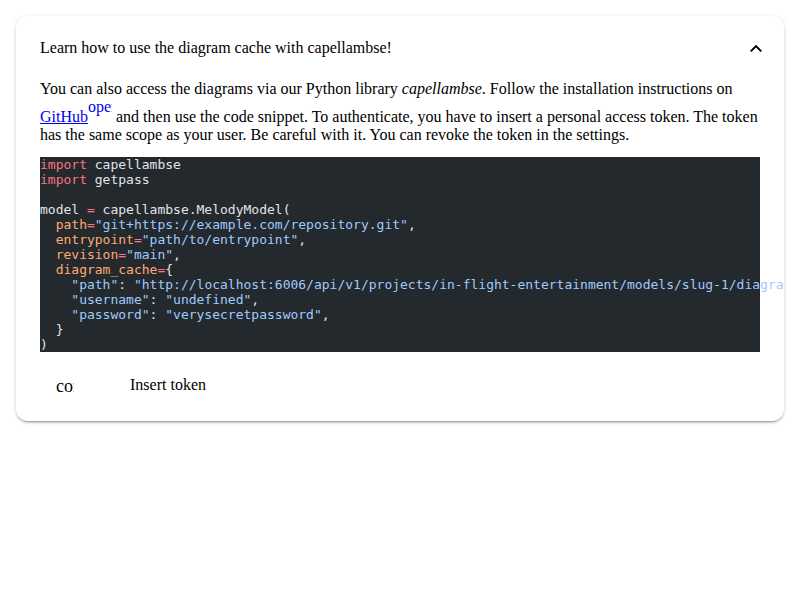 Learn how to use the diagram cache with capellambse!
You can also access the diagrams via our Python library capellambse. Follow the installation instructions on
GitHub ope and then use the code snippet. To authenticate, you have to insert a personal access token. The token
has the same scope as your user. Be careful with it. You can revoke the token in the settings.
import capellambse
import getpass

model = capellambse.MelodyModel(
  path="git+https://example.com/repository.git",
  entrypoint="path/to/entrypoint",
  revision="main",
  diagram_cache={
    "path": "http://localhost:6006/api/v1/projects/in-flight-entertainment/models/slug-1/diagra
    "username": "undefined",
    "password": "verysecretpassword",
  }
)
co Insert token